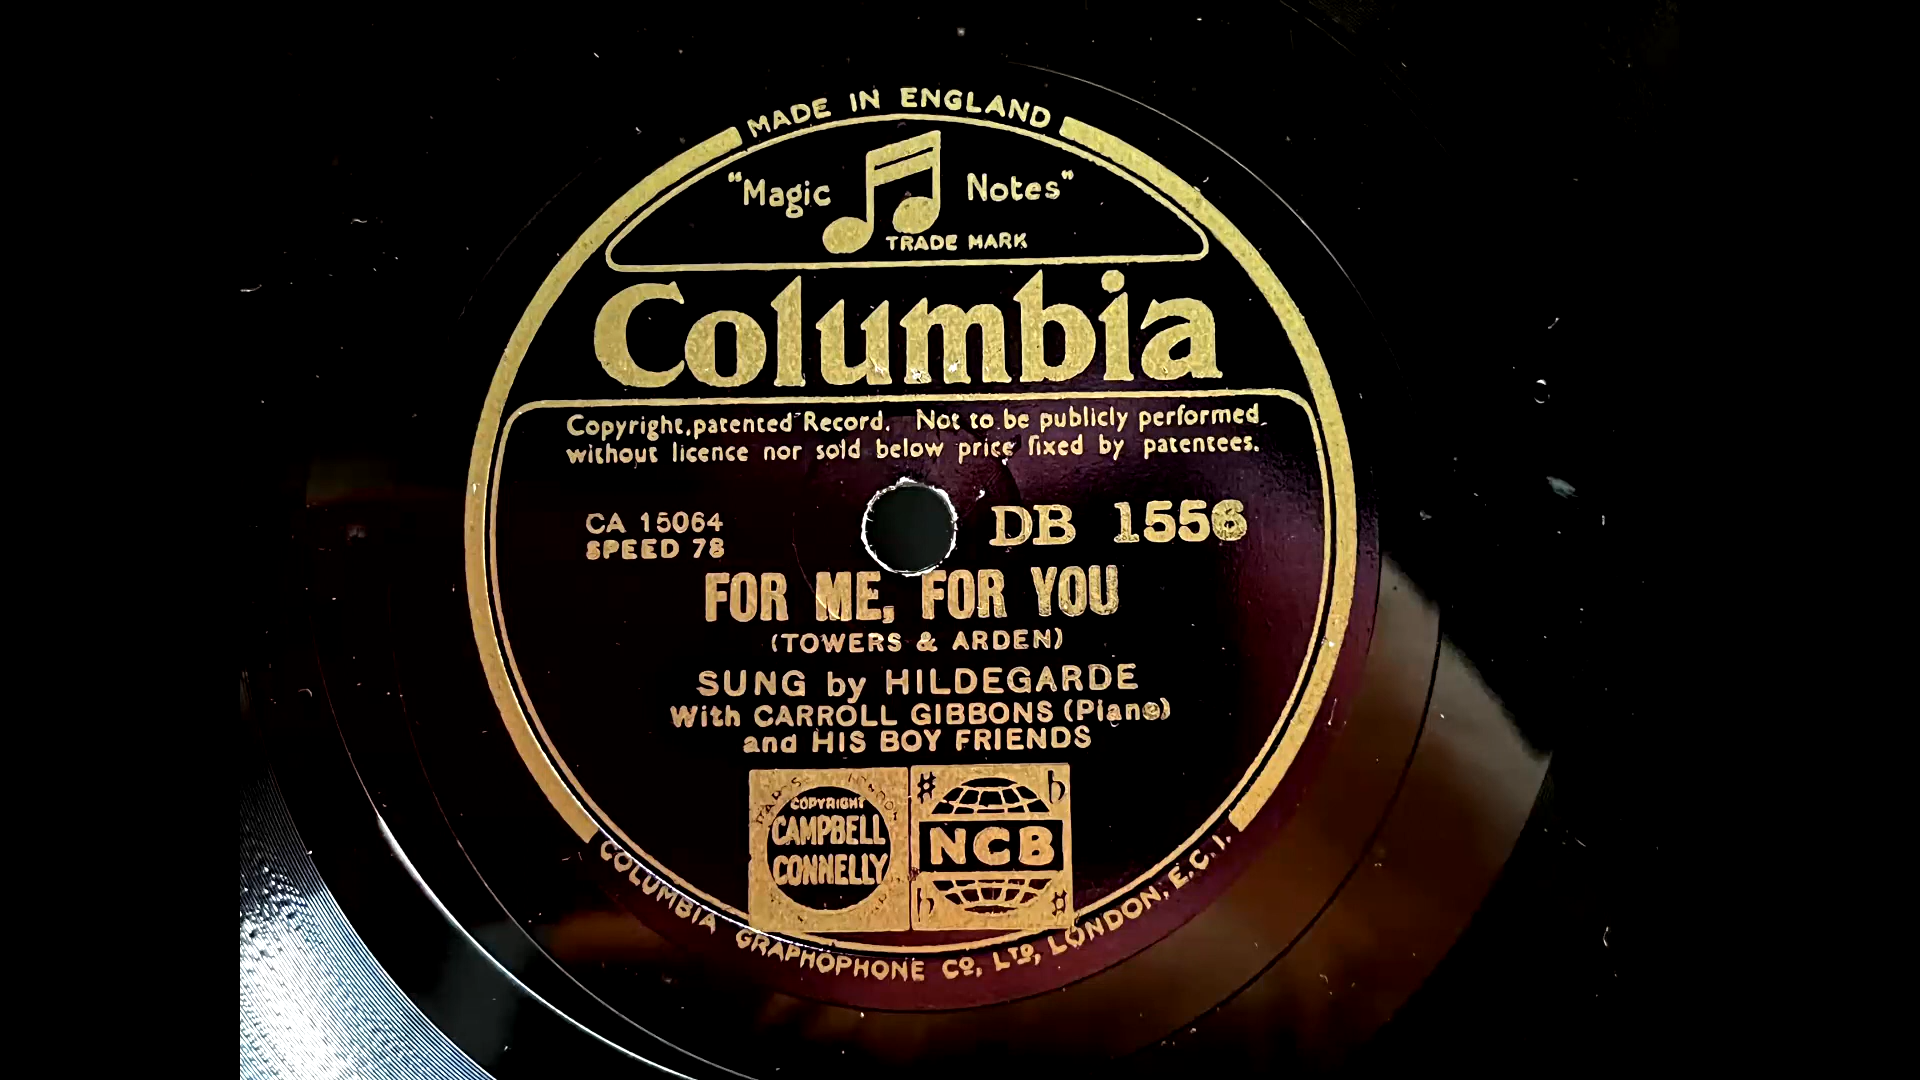 MADE IN ENGLAND
"Magic Notes"
TRADE MARK
Columbia
Copyright, patented Record. Not to be publicly performed
without licence nor sold below price fixed by patentees.
CA 15064
SPEED 78
DB 1556
FOR ME, FOR YOU
(TOWERS & ARDEN)
SUNG by HILDEGARDE
With CARROLL GIBBONS (Piano)
and HIS BOY FRIENDS
COPYRIGHT
CAMPBELL
CONNELLY
NCB
COLUMBIA GRAPHOPHONE Co, LTD, LONDON, E.C.1.